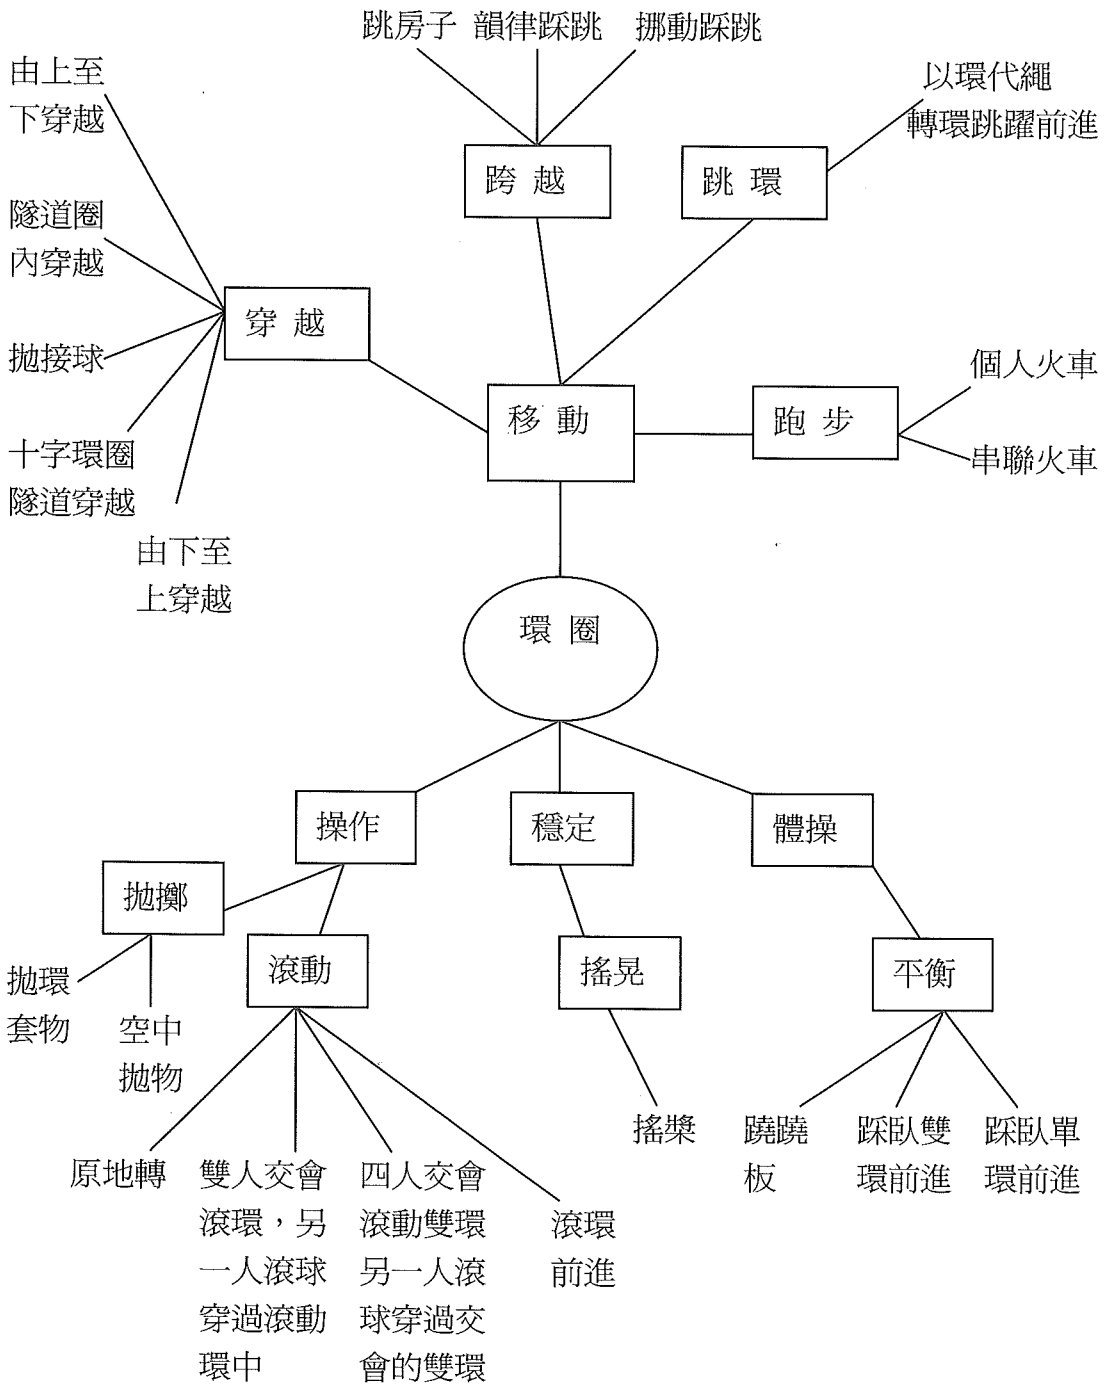 跳房子 韻律踩跳 挪動踩跳
由上至
下穿越
以環代繩
轉環跳躍前進
跨 越
跳 環
隧道圈
內穿越
穿 越
拋接球
個人火車
移 動
跑 步
串聯火車
十字環圈
隧道穿越
由下至
上穿越
環 圈
操作
穩定
體操
拋擲
滾動
搖晃
平衡
拋環
套物
空中
拋物
搖槳
蹺蹺
板
踩臥雙
環前進
踩臥單
環前進
原地轉
雙人交會
滾環，另
一人滾球
穿過滾動
環中
四人交會
滾動雙環
另一人滾
球穿過交
會的雙環
滾環
前進